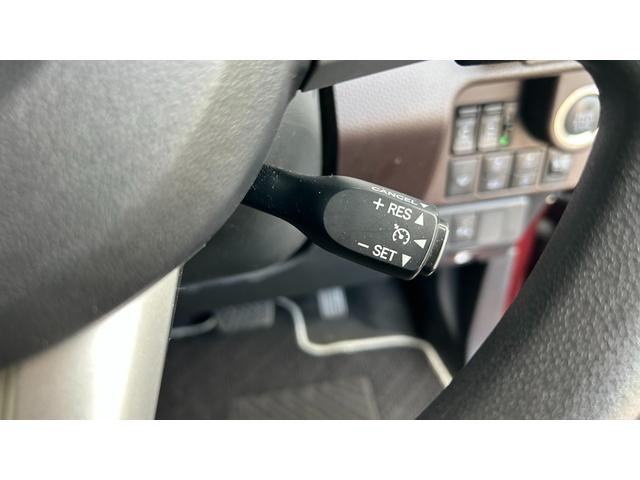 CANCEL ▼
+ RES ▲
◀
− SET ▼